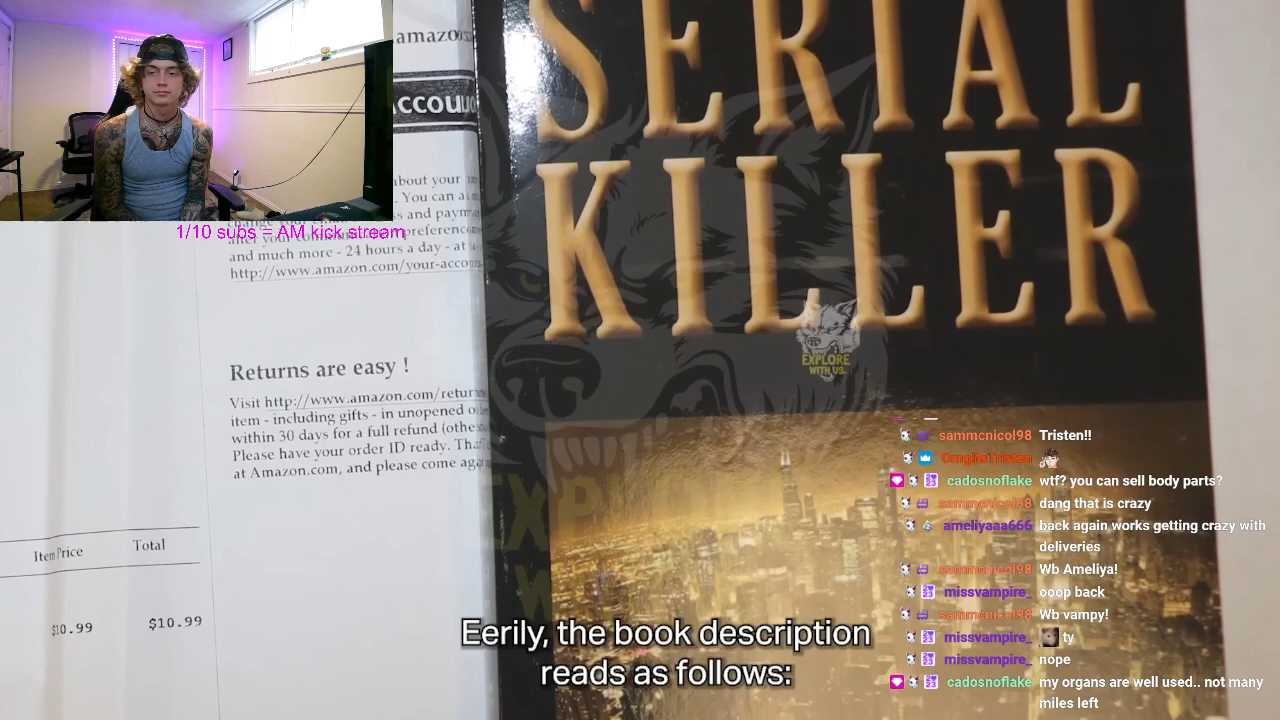 SERIAL
KILLER
EXPLORE
WITH US.
amazo
ccou
about your
. You can a
s and paym
preference
and much more - 24 hours a day - at
http://www.amazon.com/your-accou
1/10 subs = AM kick stream
Returns are easy !
Visit http://www.amazon.com/retur
item - including gifts - in unopened o
within 30 days for a full refund (othe
Please have your order ID ready. Tha
at Amazon.com, and please come aga
Item Price Total
$10.99 $10.99
Eerily, the book description
reads as follows:
sammcnicol98 Tristen!!
OmgItsTristen
cadosnoflake wtf? you can sell body parts?
sammcnicol98 dang that is crazy
ameliyaaa666 back again works getting crazy with
deliveries
sammcnicol98 Wb Ameliya!
missvampire_ ooop back
sammcnicol98 Wb vampy!
missvampire_ ty
missvampire_ nope
cadosnoflake my organs are well used.. not many
miles left